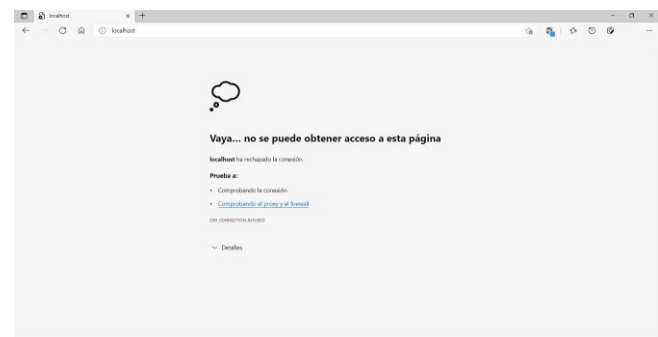 localhost
localhost
Vaya... no se puede obtener acceso a esta página
localhost ha rechazado la conexión.
Prueba a:
• Comprobando la conexión
• Comprobando el proxy y el firewall
ERR_CONNECTION_REFUSED
Detalles